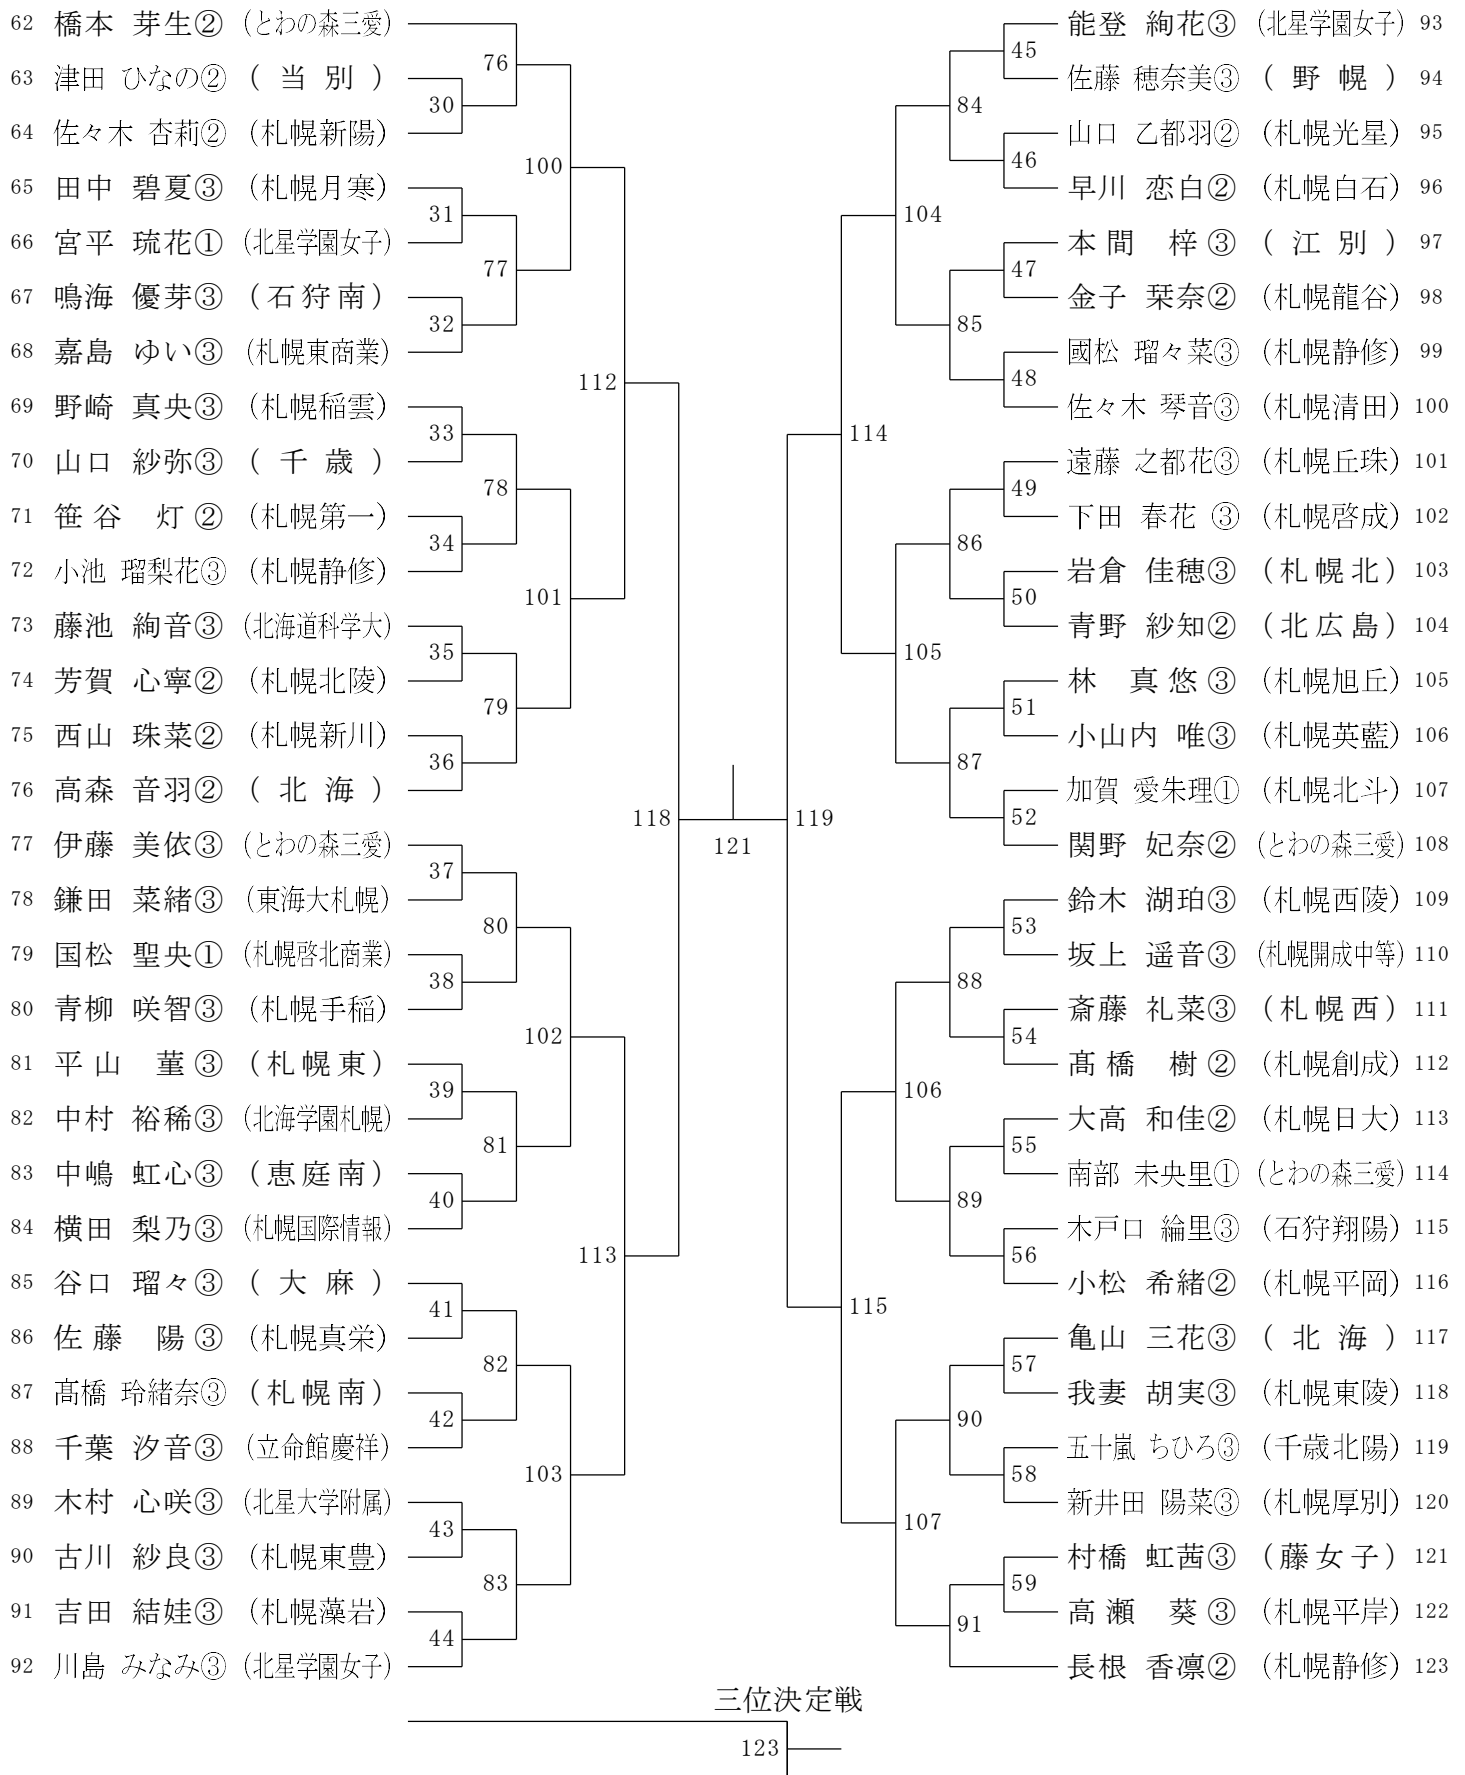 62 橋本 芽生② (とわの森三愛)
63 津田 ひなの② (当別)
64 佐々木 杏莉② (札幌新陽)
65 田中 碧夏③ (札幌月寒)
66 宮平 琉花① (北星学園女子)
67 鳴海 優芽③ (石狩南)
68 嘉島 ゆい③ (札幌東商業)
69 野崎 真央③ (札幌稲雲)
70 山口 紗弥③ (千歳)
71 笹谷 灯② (札幌第一)
72 小池 瑠梨花③ (札幌静修)
73 藤池 絢音③ (北海道科学大)
74 芳賀 心寧② (札幌北陵)
75 西山 珠菜② (札幌新川)
76 高森 音羽② (北海)
77 伊藤 美依③ (とわの森三愛)
78 鎌田 菜緒③ (東海大札幌)
79 国松 聖央① (札幌啓北商業)
80 青柳 咲智③ (札幌手稲)
81 平山 菫③ (札幌東)
82 中村 裕稀③ (北海学園札幌)
83 中嶋 虹心③ (恵庭南)
84 横田 梨乃③ (札幌国際情報)
85 谷口 瑠々③ (大麻)
86 佐藤 陽③ (札幌真栄)
87 髙橋 玲緒奈③ (札幌南)
88 千葉 汐音③ (立命館慶祥)
89 木村 心咲③ (北星大学附属)
90 古川 紗良③ (札幌東豊)
91 吉田 結娃③ (札幌藻岩)
92 川島 みなみ③ (北星学園女子)
76
30
100
31
77
32
112
33
78
34
101
35
79
36
118
37
80
38
102
39
81
40
113
41
82
42
103
43
83
44
121
119
45
84
46
104
47
85
48
114
49
86
50
105
51
87
52
53
88
54
106
55
89
56
115
57
90
58
107
59
91
能登 絢花③ (北星学園女子) 93
佐藤 穂奈美③ (野幌) 94
山口 乙都羽② (札幌光星) 95
早川 恋白② (札幌白石) 96
本間 梓③ (江別) 97
金子 栞奈② (札幌龍谷) 98
國松 瑠々菜③ (札幌静修) 99
佐々木 琴音③ (札幌清田) 100
遠藤 之都花③ (札幌丘珠) 101
下田 春花 ③ (札幌啓成) 102
岩倉 佳穂③ (札幌北) 103
青野 紗知② (北広島) 104
林 真悠③ (札幌旭丘) 105
小山内 唯③ (札幌英藍) 106
加賀 愛朱理① (札幌北斗) 107
関野 妃奈② (とわの森三愛) 108
鈴木 湖珀③ (札幌西陵) 109
坂上 遥音③ (札幌開成中等) 110
斎藤 礼菜③ (札幌西) 111
髙橋 樹② (札幌創成) 112
大高 和佳② (札幌日大) 113
南部 未央里① (とわの森三愛) 114
木戸口 綸里③ (石狩翔陽) 115
小松 希緒② (札幌平岡) 116
亀山 三花③ (北海) 117
我妻 胡実③ (札幌東陵) 118
五十嵐 ちひろ③ (千歳北陽) 119
新井田 陽菜③ (札幌厚別) 120
村橋 虹茜③ (藤女子) 121
高瀬 葵③ (札幌平岸) 122
長根 香凛② (札幌静修) 123
三位決定戦
123